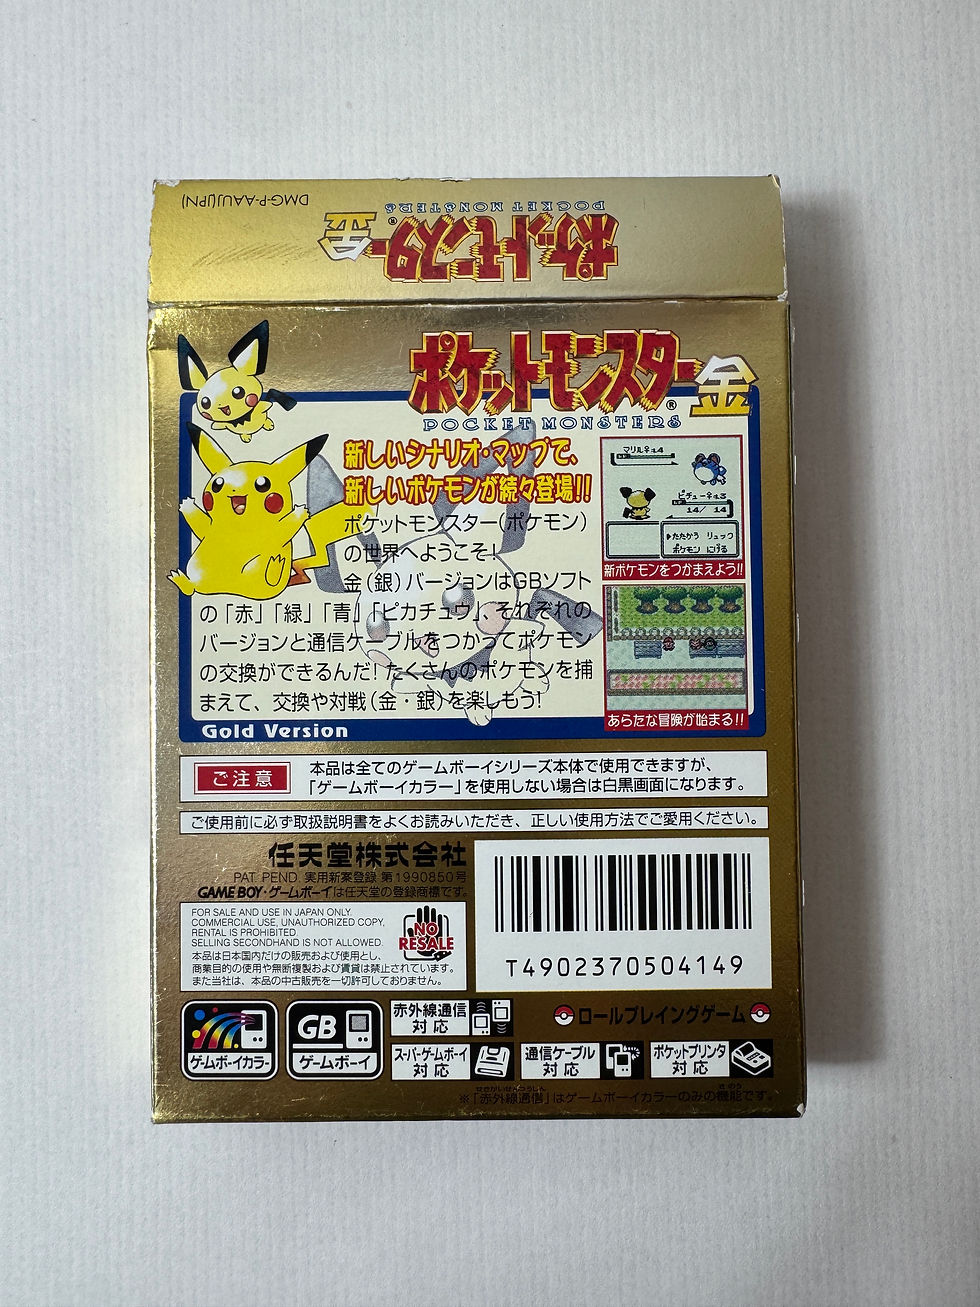 DMG-P-AAUJ(JPN)
ポケットモンスター金
POCKET MONSTERS
ポケットモンスター金
®
POCKET MONSTERS
新しいシナリオ・マップで、
新しいポケモンが続々登場!!
ポケットモンスター(ポケモン)
の世界へようこそ!
金(銀)バージョンはGBソフト
の「赤」「緑」「青」「ピカチュウ」、それぞれの
バージョンと通信ケーブルをつかってポケモン
の交換ができるんだ!たくさんのポケモンを捕
まえて、交換や対戦(金・銀)を楽しもう!
Gold Version
マリル♀
ピチュー♀
14/ 14
▶たたかう リュック
ポケモン にげる
新ポケモンをつかまえよう!!
あらたな冒険が始まる!!
ご注意
本品は全てのゲームボーイシリーズ本体で使用できますが、
「ゲームボーイカラー」を使用しない場合は白黒画面になります。
ご使用前に必ず取扱説明書をよくお読みいただき、正しい使用方法でご愛用ください。
任天堂株式会社
PAT PEND. 実用新案登録 第1990850号
GAME BOY・ゲームボーイは任天堂の登録商標です。
FOR SALE AND USE IN JAPAN ONLY.
COMMERCIAL USE, UNAUTHORIZED COPY,
RENTAL IS PROHIBITED.
SELLING SECONDHAND IS NOT ALLOWED.
本品は日本国内だけの販売および使用とし、
商業目的の使用や無断複製および賃貸は禁止されています。
また当社は、本品の中古販売を一切許可しておりません。
NO
RESALE
T4902370504149
ゲームボーイカラー
GB
ゲームボーイ
赤外線通信
対応
ロールプレイングゲーム
スーパーゲームボーイ
対応
通信ケーブル
対応
ポケットプリンタ
対応
※「赤外線通信」はゲームボーイカラーのみの機能です。